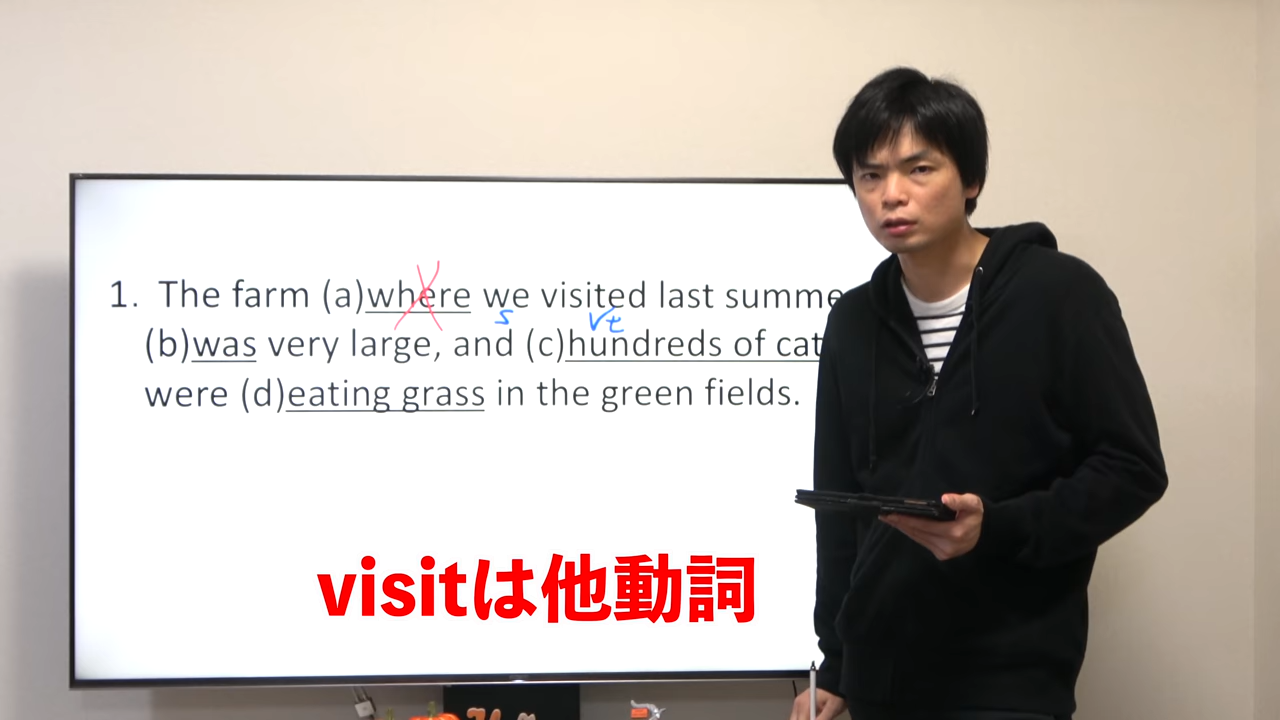 1. The farm (a)where we visited last summe
s Vt
(b)was very large, and (c)hundreds of cat
were (d)eating grass in the green fields.
visitは他動詞